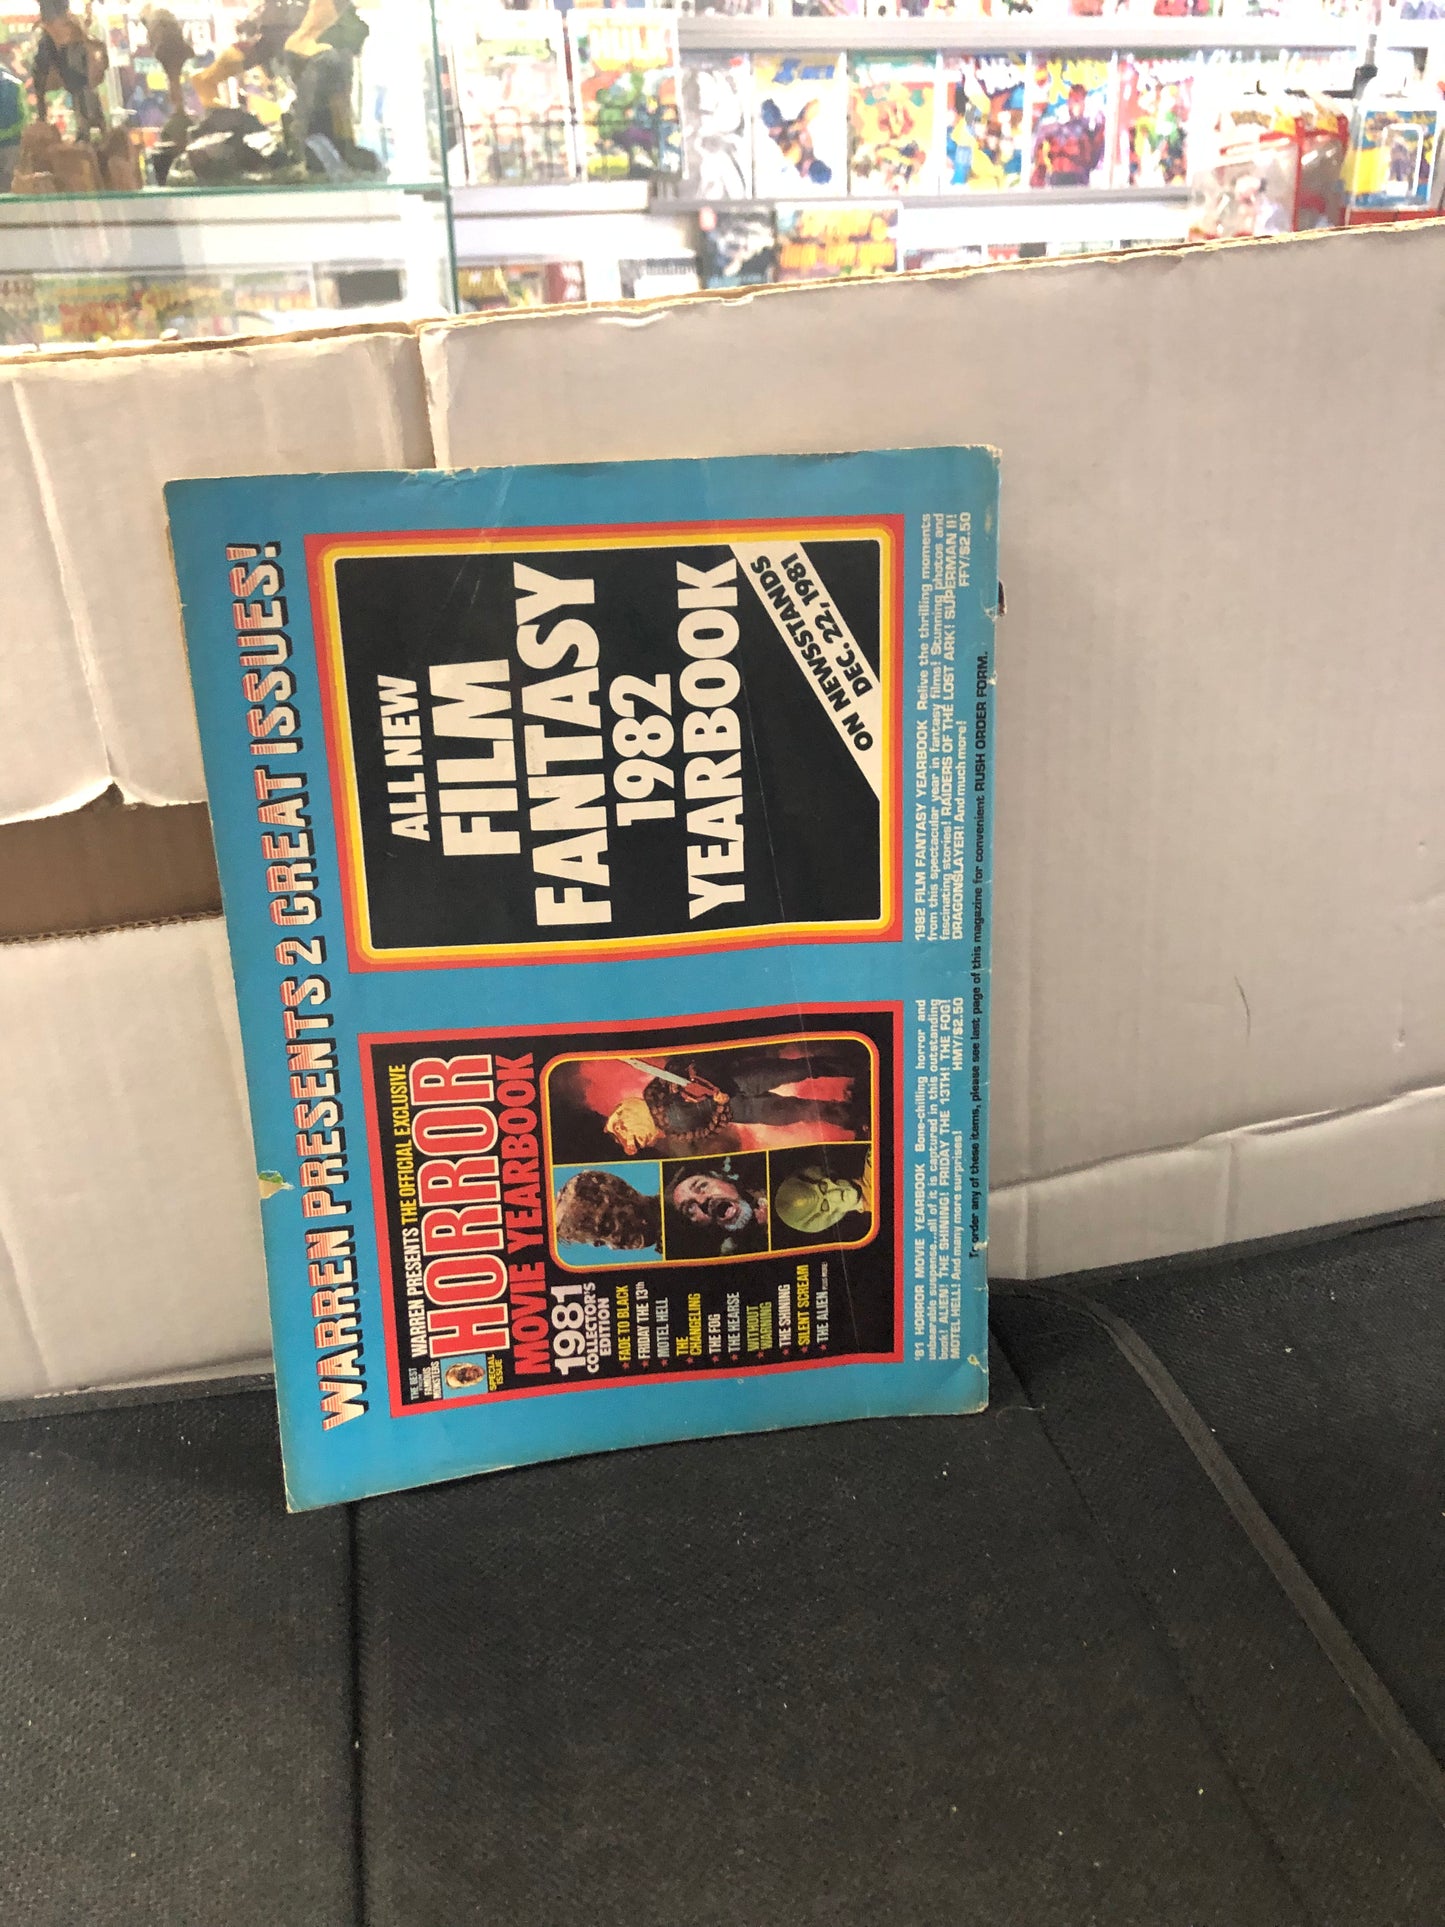 WARREN PRESENTS 2 GREAT ISSUES!
THE BEST
FAMOUS
MONSTERS
SPECIAL
ISSUE
WARREN PRESENTS THE OFFICIAL EXCLUSIVE
HORROR
MOVIE YEARBOOK
1981
COLLECTOR'S
EDITION
★ FADE TO BLACK
★ FRIDAY THE 13th
★ MOTEL HELL
★ THE
CHANGELING
★ THE FOG
★ THE HEARSE
★ WITHOUT
WARNING
★ THE SHINING
★ SILENT SCREAM
★ THE ALIEN PLUS MORE!
'81 HORROR MOVIE YEARBOOK Bone-chilling horror and
unbearable suspense...all of it is captured in this outstanding
book! ALIEN! THE SHINING! FRIDAY THE 13TH! THE FOG!
MOTEL HELL! And many more surprises! HMY/$2.50
ALL NEW
FILM
FANTASY
1982
YEARBOOK
ON NEWSSTANDS
DEC. 22, 1981
1982 FILM FANTASY YEARBOOK Relive the thrilling moments
from this spectacular year in fantasy films! Stunning photos and
fascinating stories! RAIDERS OF THE LOST ARK! SUPERMAN II!
DRAGONSLAYER! And much more! FFY/$2.50
To order any of these items, please see last page of this magazine for convenient RUSH ORDER FORM.
HULK